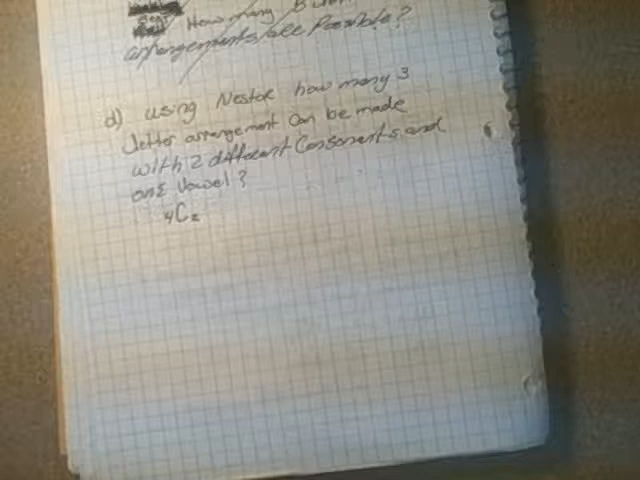 How many
arrangements are Possible?
d) using Nestor how many 3
letter arrangement can be made
with 2 different Consonants and
one vowel?
4C2